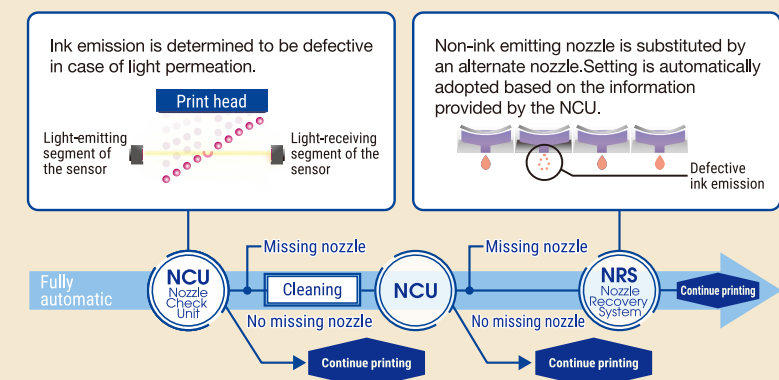 Ink emission is determined to be defective
in case of light permeation.
Print head
Light-emitting
segment of
the sensor
Light-receiving
segment of the
sensor
Non-ink emitting nozzle is substituted by
an alternate nozzle.Setting is automatically
adopted based on the information
provided by the NCU.
Defective
ink emission
Fully
automatic
NCU
Nozzle
Check
Unit
Missing nozzle
Cleaning
No missing nozzle
Continue printing
NCU
Missing nozzle
No missing nozzle
Continue printing
NRS
Nozzle
Recovery
System
Continue printing